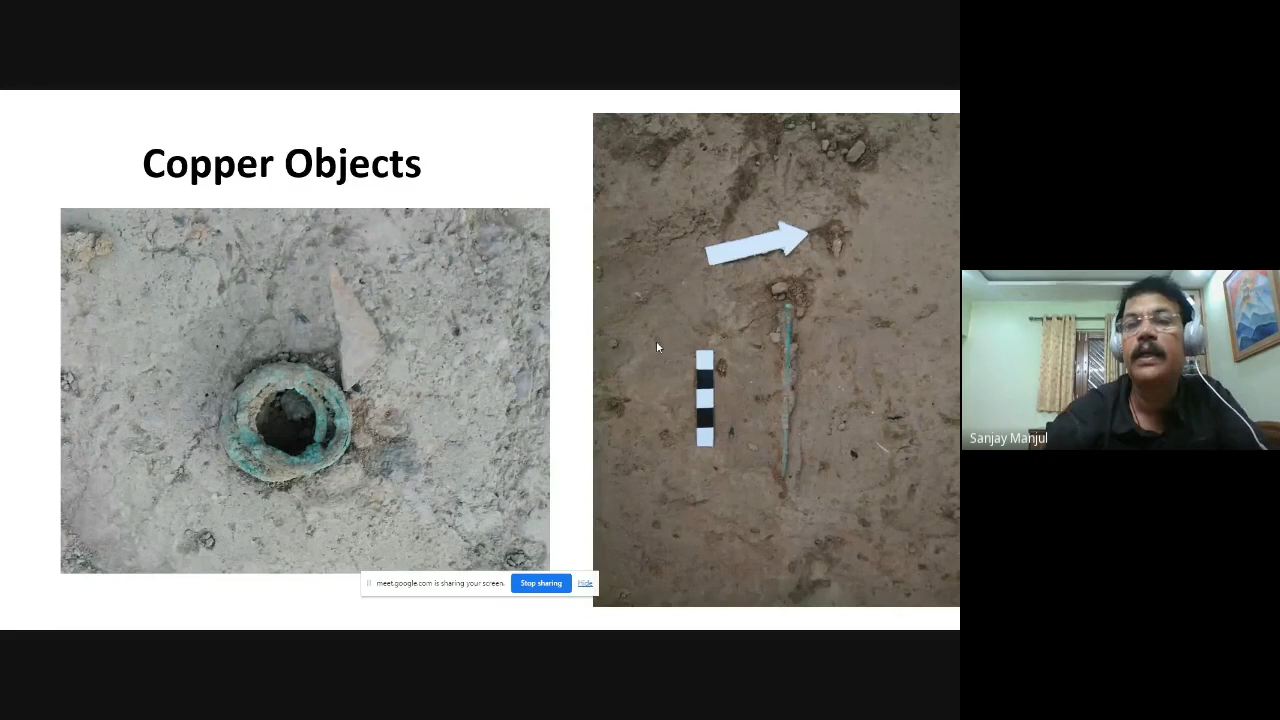 Copper Objects
meet.google.com is sharing your screen.
Stop sharing
Hide
Sanjay Manjul